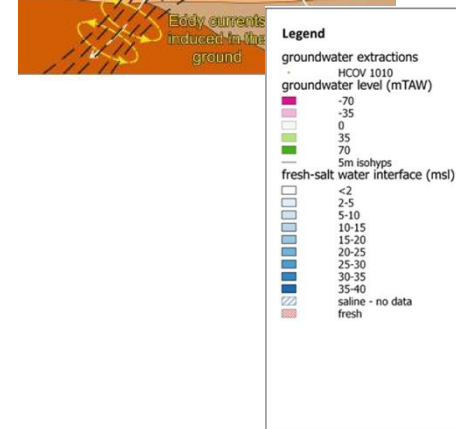 Eddy currents
induced in the
ground
Legend
groundwater extractions
HCOV 1010
groundwater level (mTAW)
-70
-35
0
35
70
5m isohyps
fresh-salt water interface (msl)
<2
2-5
5-10
10-15
15-20
20-25
25-30
30-35
35-40
saline - no data
fresh